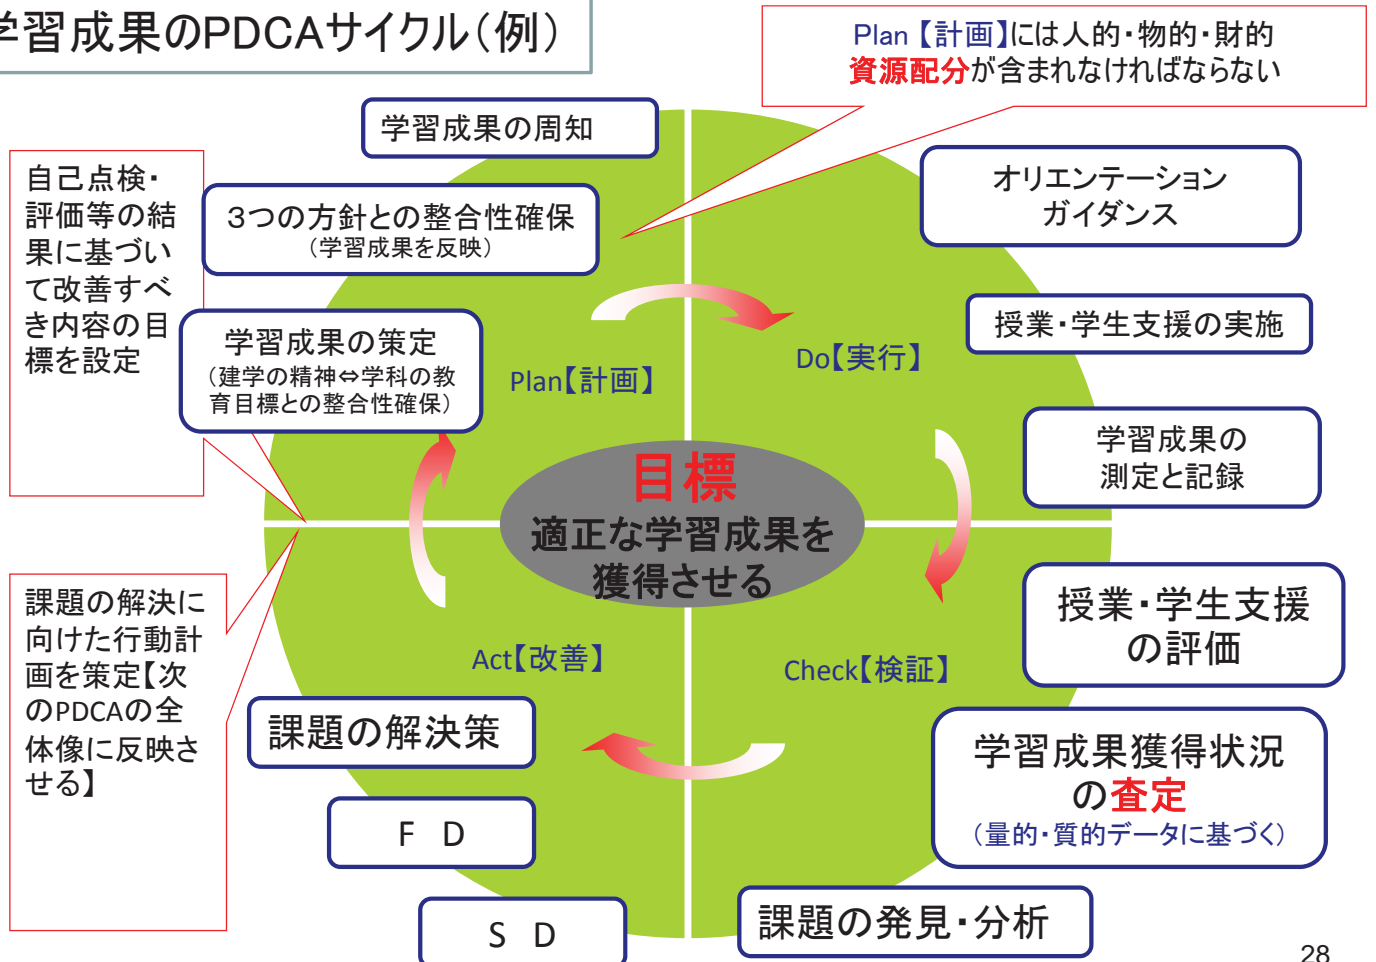 学習成果のPDCAサイクル(例)
Plan【計画】には人的・物的・財的
資源配分が含まれなければならない
学習成果の周知
自己点検・
評価等の結
果に基づい
て改善すべ
き内容の目
標を設定
3つの方針との整合性確保
(学習成果を反映)
オリエンテーション
ガイダンス
学習成果の策定
(建学の精神⇔学科の教
育目標との整合性確保)
授業・学生支援の実施
Plan【計画】
Do【実行】
学習成果の
測定と記録
目標
適正な学習成果を
獲得させる
課題の解決に
向けた行動計
画を策定【次
のPDCAの全
体像に反映さ
せる】
授業・学生支援
の評価
Act【改善】
Check【検証】
課題の解決策
学習成果獲得状況
の査定
(量的・質的データに基づく)
F D
S D
課題の発見・分析
28